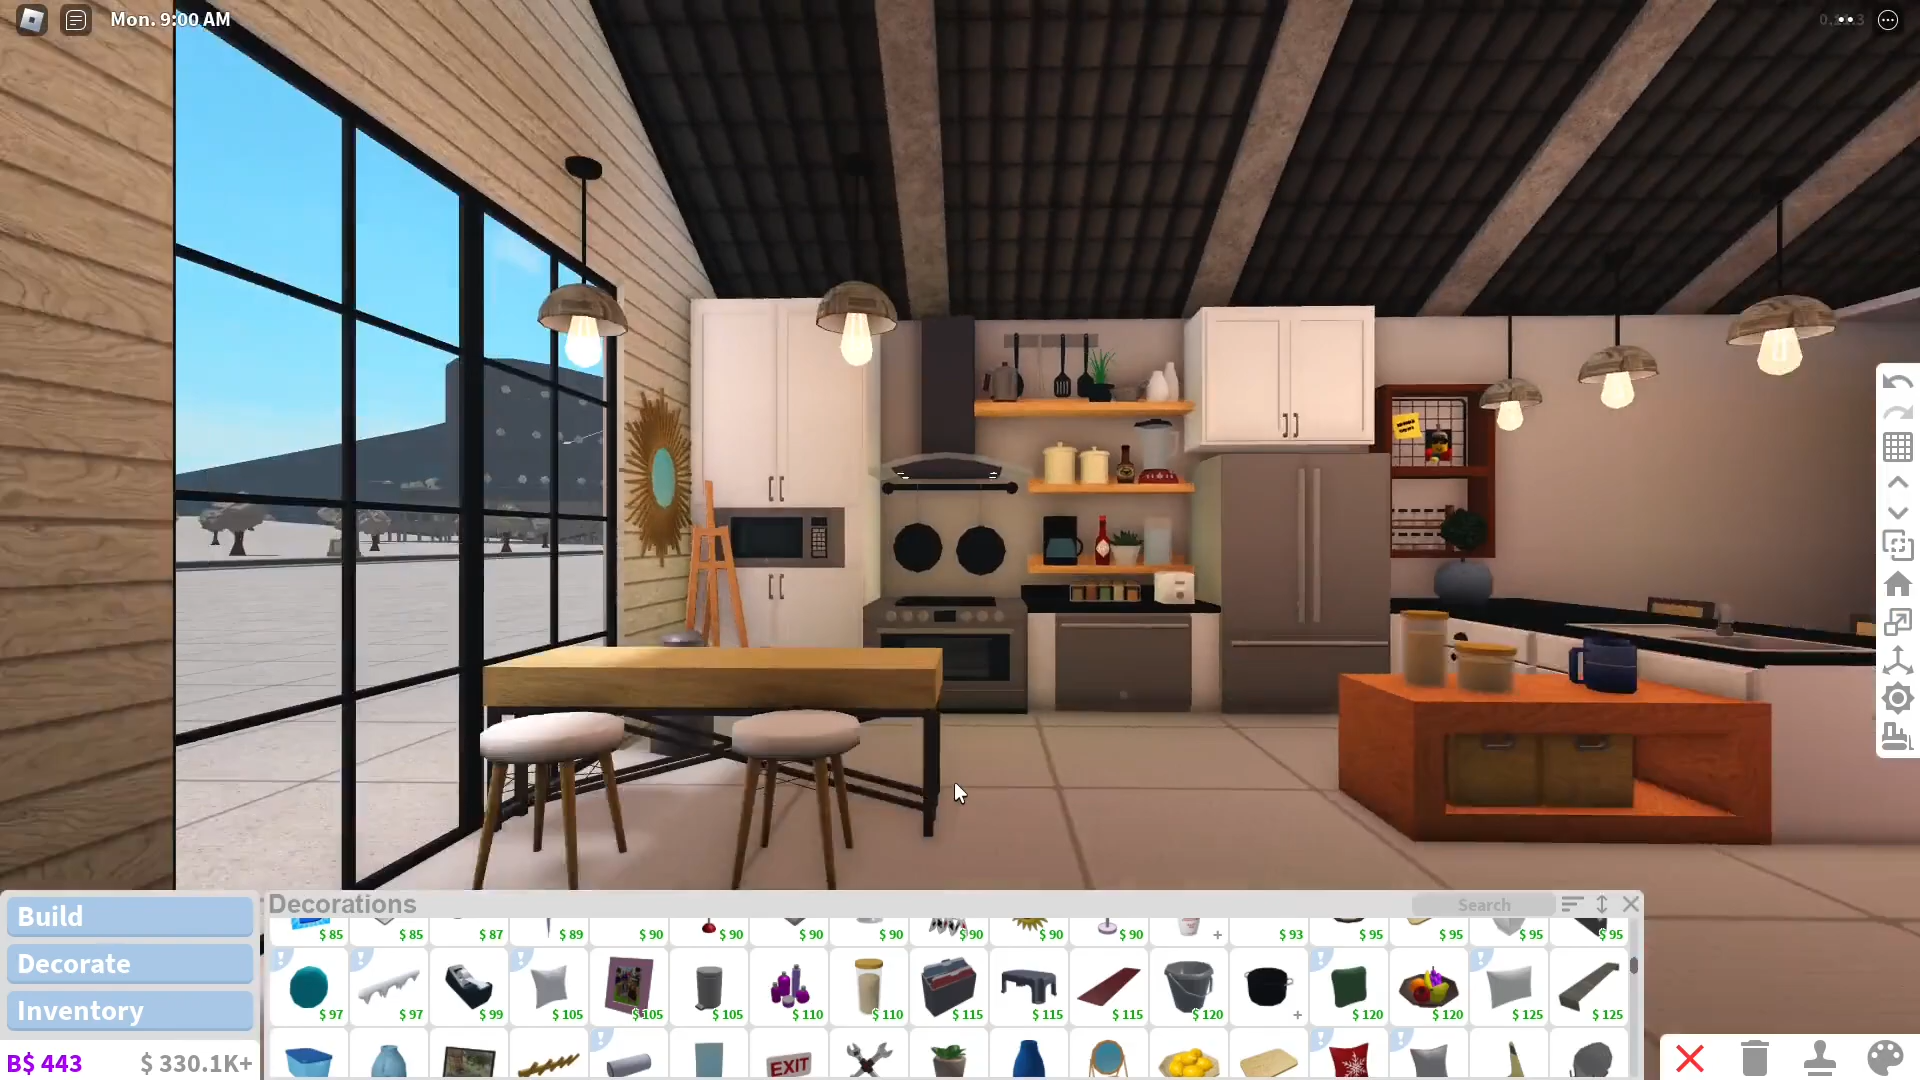 Mon. 9:00 AM
Build
Decorate
Inventory
B$ 443
$ 330.1K+
Decorations
Search
$ 85
$ 85
$ 87
$ 89
$ 90
$ 90
$ 90
$ 90
$ 90
$ 90
$ 90
+
$ 93
$ 95
$ 95
$ 95
$ 95
! $ 97
! $ 97
$ 99
! $ 105
$ 105
$ 105
$ 110
$ 110
$ 115
$ 115
$ 115
$ 120
+
! $ 120
$ 120
! $ 125
$ 125
!
EXIT
!
!